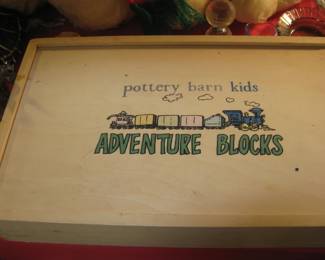 pottery barn kids
ADVENTURE BLOCKS